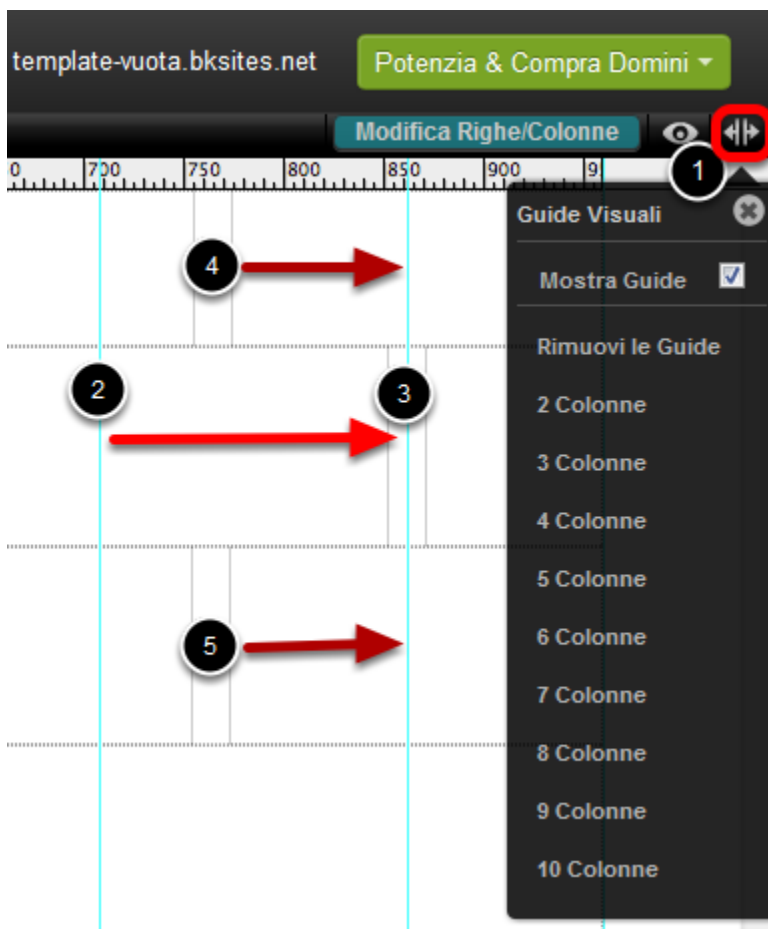 template-vuota.bksites.net
Potenzia & Compra Domini
Modifica Righe/Colonne
0 700 750 800 850 900 9
1
Guide Visuali
4
Mostra Guide
Rimuovi le Guide
2
3
2 Colonne
3 Colonne
4 Colonne
5 Colonne
5
6 Colonne
7 Colonne
8 Colonne
9 Colonne
10 Colonne